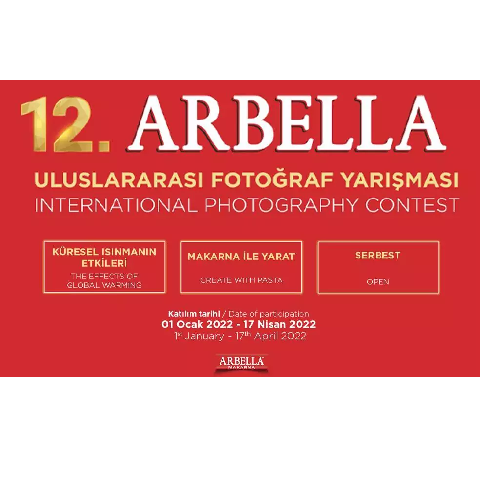 12. ARBELLA
ULUSLARARASI FOTOĞRAF YARIŞMASI
INTERNATIONAL PHOTOGRAPHY CONTEST
KÜRESEL ISINMANIN
ETKİLERİ
THE EFFECTS OF
GLOBAL WARMING
MAKARNA İLE YARAT
CREATE WITH PASTA
SERBEST
OPEN
Katılım tarihi / Date of participation
01 Ocak 2022 - 17 Nisan 2022
1st January - 17th April 2022
ARBELLA
MAKARNA